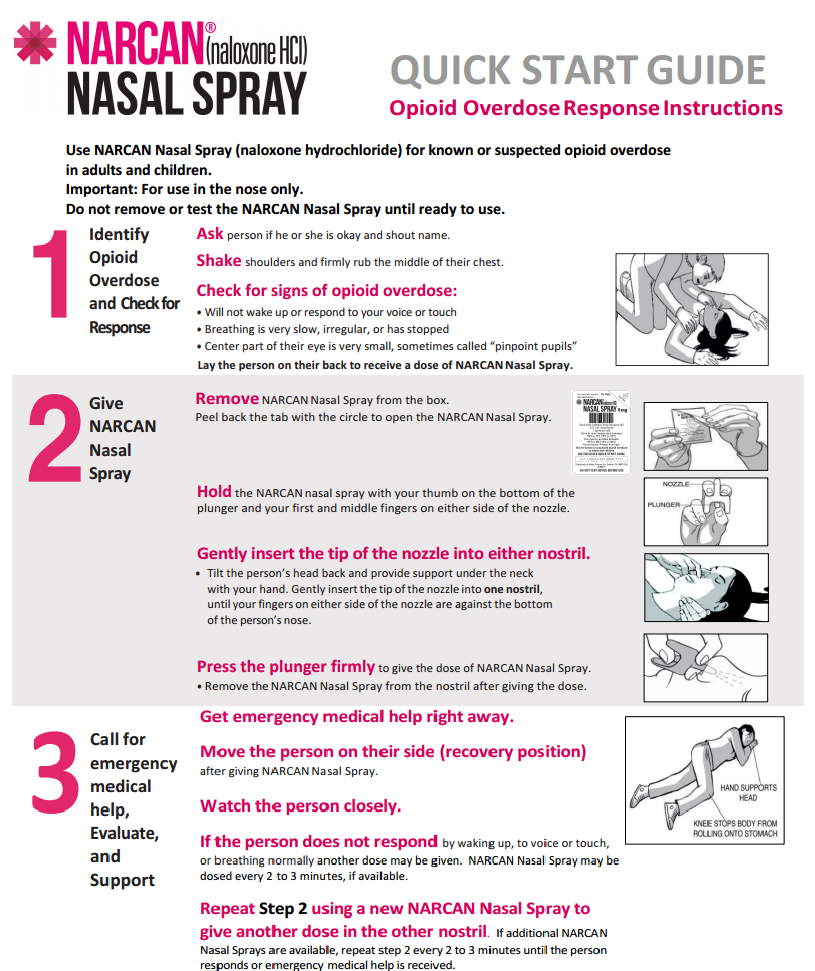 NARCAN® (naloxone HCl)
NASAL SPRAY
QUICK START GUIDE
Opioid Overdose Response Instructions
Use NARCAN Nasal Spray (naloxone hydrochloride) for known or suspected opioid overdose
in adults and children.
Important: For use in the nose only.
Do not remove or test the NARCAN Nasal Spray until ready to use.
1
Identify
Opioid
Overdose
and Check for
Response
Ask person if he or she is okay and shout name.
Shake shoulders and firmly rub the middle of their chest.
Check for signs of opioid overdose:
• Will not wake up or respond to your voice or touch
• Breathing is very slow, irregular, or has stopped
• Center part of their eye is very small, sometimes called “pinpoint pupils”
Lay the person on their back to receive a dose of NARCAN Nasal Spray.
2
Give
NARCAN
Nasal
Spray
Remove NARCAN Nasal Spray from the box.
Peel back the tab with the circle to open the NARCAN Nasal Spray.
NARCAN
NASAL SPRAY 4 mg
Hold the NARCAN nasal spray with your thumb on the bottom of the
plunger and your first and middle fingers on either side of the nozzle.
NOZZLE
PLUNGER
Gently insert the tip of the nozzle into either nostril.
• Tilt the person’s head back and provide support under the neck
with your hand. Gently insert the tip of the nozzle into one nostril,
until your fingers on either side of the nozzle are against the bottom
of the person’s nose.
Press the plunger firmly to give the dose of NARCAN Nasal Spray.
• Remove the NARCAN Nasal Spray from the nostril after giving the dose.
3
Call for
emergency
medical
help,
Evaluate,
and
Support
Get emergency medical help right away.
Move the person on their side (recovery position)
after giving NARCAN Nasal Spray.
Watch the person closely.
If the person does not respond by waking up, to voice or touch,
or breathing normally another dose may be given. NARCAN Nasal Spray may be
dosed every 2 to 3 minutes, if available.
Repeat Step 2 using a new NARCAN Nasal Spray to
give another dose in the other nostril. If additional NARCAN
Nasal Sprays are available, repeat step 2 every 2 to 3 minutes until the person
responds or emergency medical help is received.
HAND SUPPORTS
HEAD
KNEE STOPS BODY FROM
ROLLING ONTO STOMACH